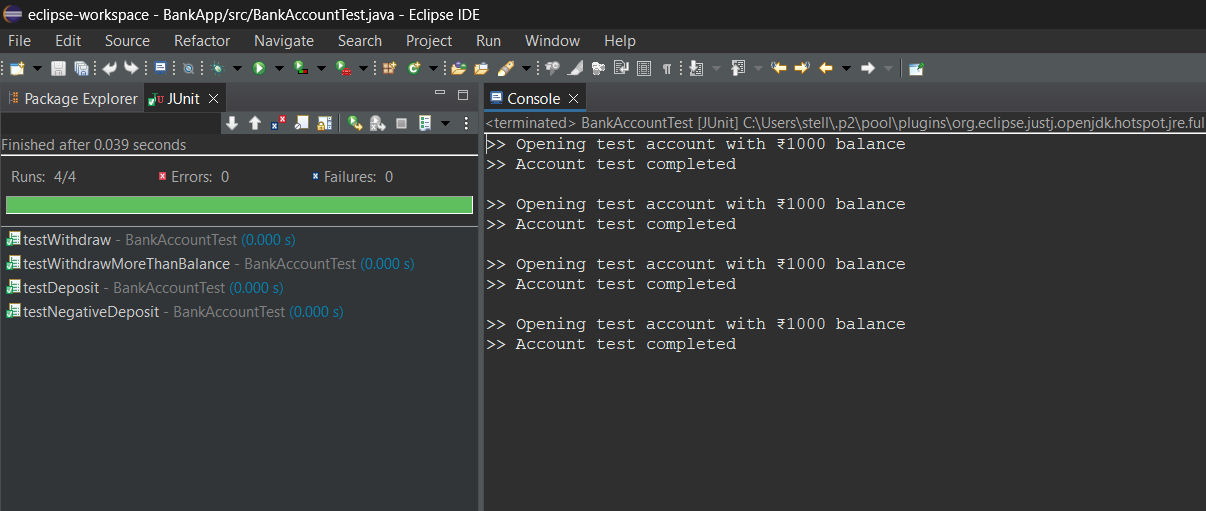 eclipse-workspace - BankApp/src/BankAccountTest.java - Eclipse IDE
File Edit Source Refactor Navigate Search Project Run Window Help
Package Explorer JUnit
Finished after 0.039 seconds
Runs: 4/4 Errors: 0 Failures: 0
testWithdraw - BankAccountTest (0.000 s)
testWithdrawMoreThanBalance - BankAccountTest (0.000 s)
testDeposit - BankAccountTest (0.000 s)
testNegativeDeposit - BankAccountTest (0.000 s)
Console
<terminated> BankAccountTest [JUnit] C:\Users\stell\.p2\pool\plugins\org.eclipse.justj.openjdk.hotspot.jre.ful
>> Opening test account with ₹1000 balance
>> Account test completed
>> Opening test account with ₹1000 balance
>> Account test completed
>> Opening test account with ₹1000 balance
>> Account test completed
>> Opening test account with ₹1000 balance
>> Account test completed